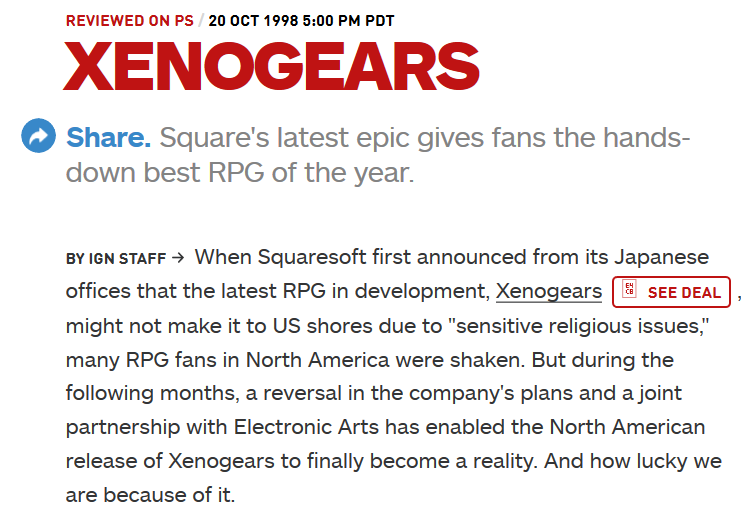 REVIEWED ON PS / 20 OCT 1998 5:00 PM PDT
XENOGEARS
Share. Square's latest epic gives fans the hands-
down best RPG of the year.
BY IGN STAFF → When Squaresoft first announced from its Japanese
offices that the latest RPG in development, Xenogears SEE DEAL ,
might not make it to US shores due to "sensitive religious issues,"
many RPG fans in North America were shaken. But during the
following months, a reversal in the company's plans and a joint
partnership with Electronic Arts has enabled the North American
release of Xenogears to finally become a reality. And how lucky we
are because of it.